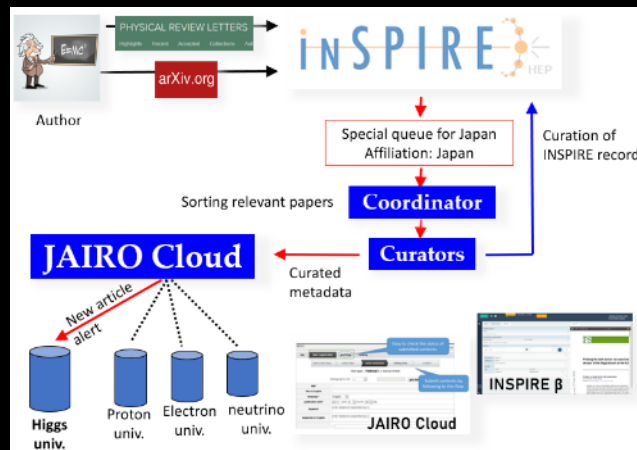 PHYSICAL REVIEW LETTERS
Highlights Recent Accepted Collections
E=MC²
arXiv.org
Author
inSPIRE
HEP
Special queue for Japan
Affiliation: Japan
Curation of
INSPIRE record
Sorting relevant papers
Coordinator
Curators
JAIRO Cloud
Curated
metadata
New article
alert
Higgs
univ.
Proton
univ.
Electron
univ.
neutrino
univ.
JAIRO Cloud
INSPIRE β